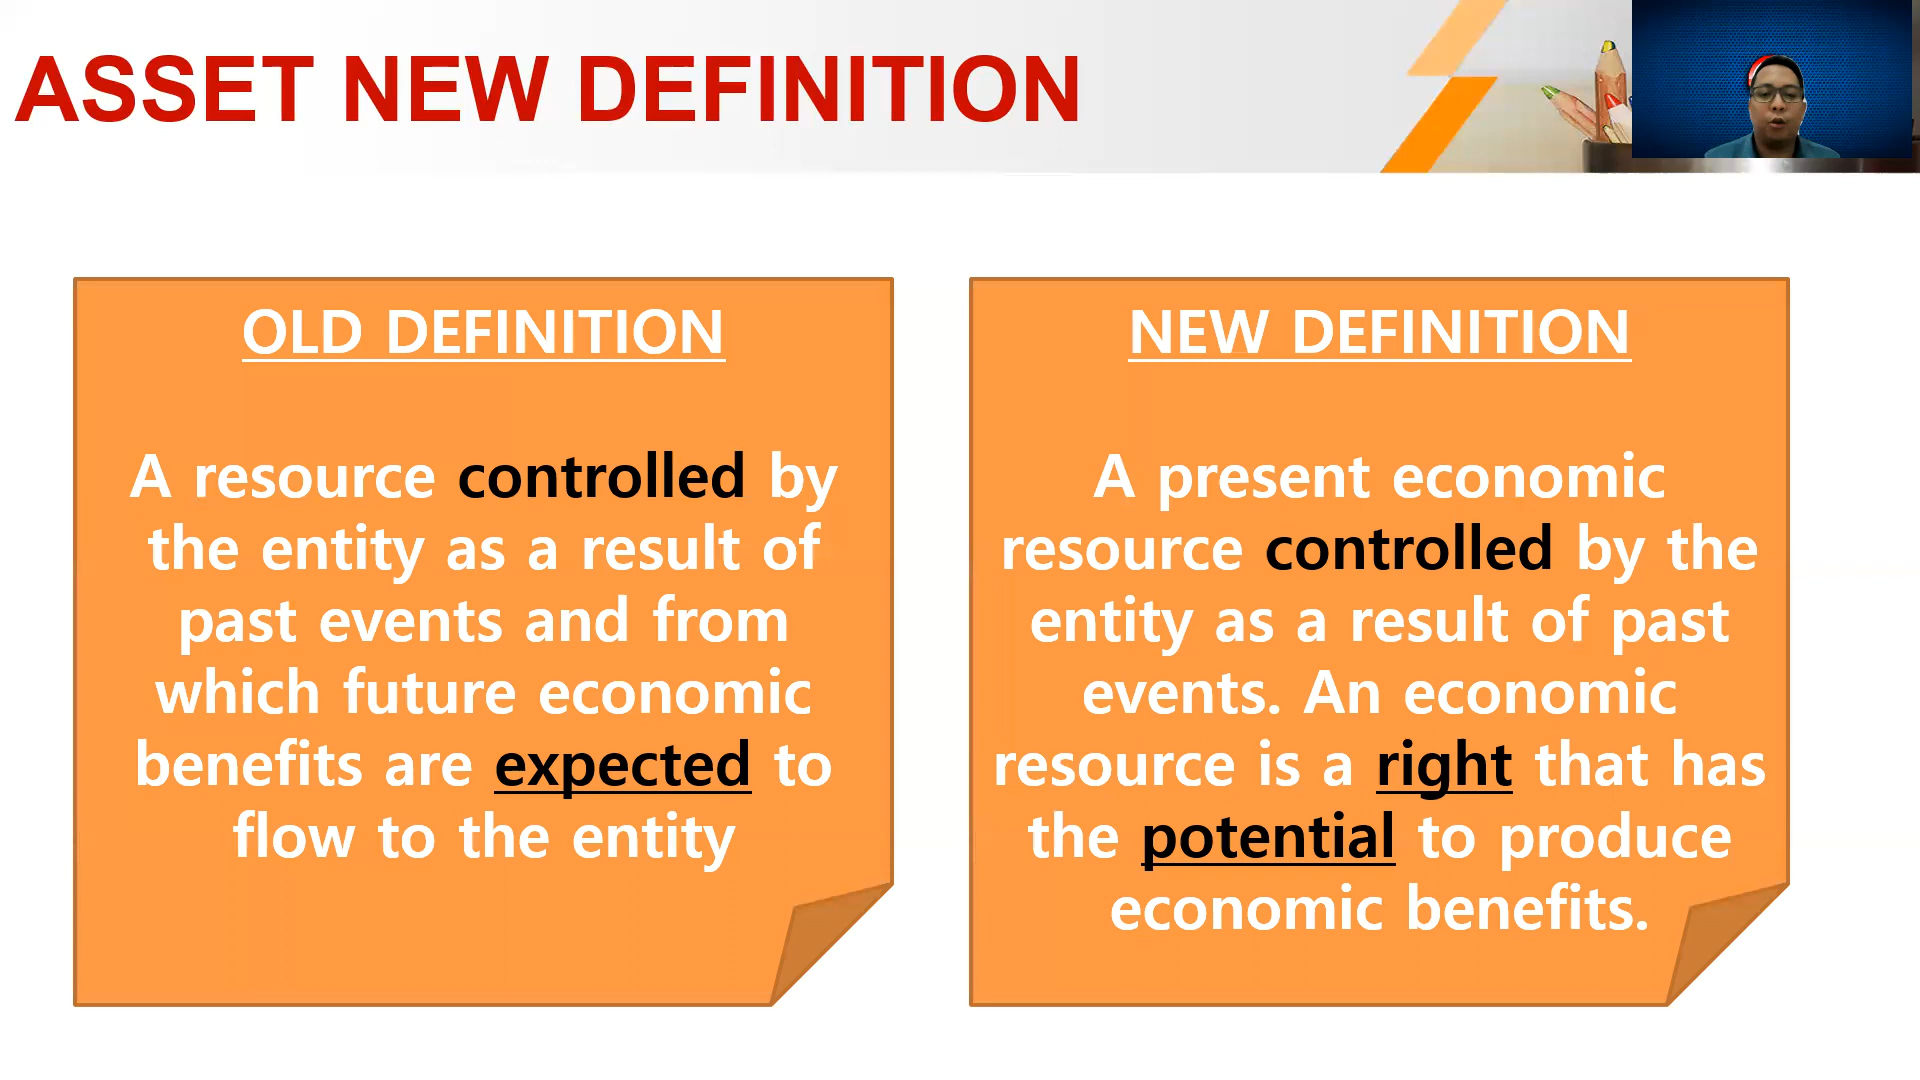 ASSET NEW DEFINITION
OLD DEFINITION
A resource controlled by
the entity as a result of
past events and from
which future economic
benefits are expected to
flow to the entity
NEW DEFINITION
A present economic
resource controlled by the
entity as a result of past
events. An economic
resource is a right that has
the potential to produce
economic benefits.